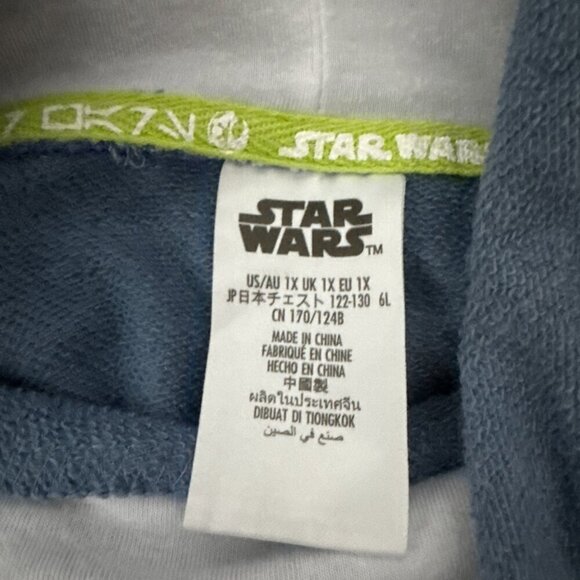 STAR WARS
STAR
WARS
TM
US/AU 1X UK 1X EU 1X
JP日本チェスト 122-130 6L
CN 170/124B
MADE IN CHINA
FABRIQUÉ EN CHINE
HECHO EN CHINA
中國製
ผลิตในประเทศจีน
DIBUAT DI TIONGKOK
صنع في الصين